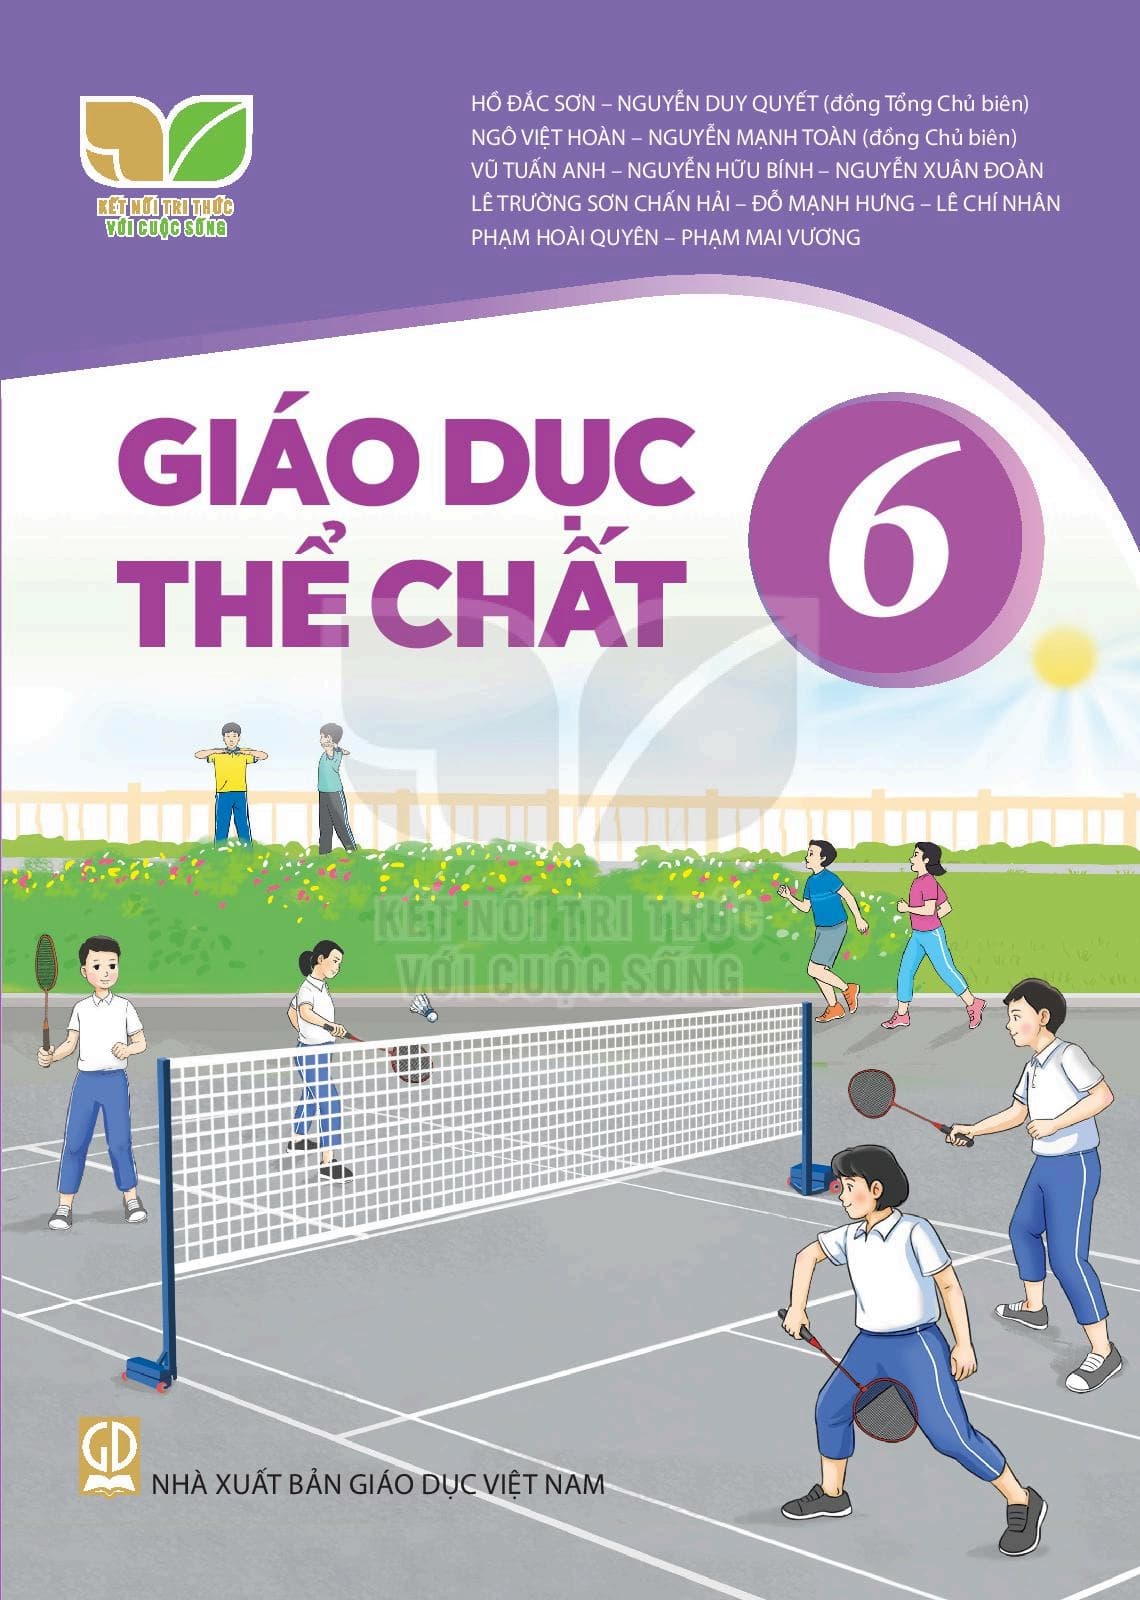 HỒ ĐẮC SƠN – NGUYỄN DUY QUYẾT (đồng Tổng Chủ biên)
NGÔ VIỆT HOÀN – NGUYỄN MẠNH TOÀN (đồng Chủ biên)
VŨ TUẤN ANH – NGUYỄN HỮU BÍNH – NGUYỄN XUÂN ĐOÀN
LÊ TRƯỜNG SƠN CHẤN HẢI – ĐỖ MẠNH HƯNG – LÊ CHÍ NHÂN
PHẠM HOÀI QUYÊN – PHẠM MAI VƯƠNG
KẾT NỐI TRI THỨC
VỚI CUỘC SỐNG
GIÁO DỤC
THỂ CHẤT
6
KẾT NỐI TRI THỨC
VỚI CUỘC SỐNG
GD
NHÀ XUẤT BẢN GIÁO DỤC VIỆT NAM